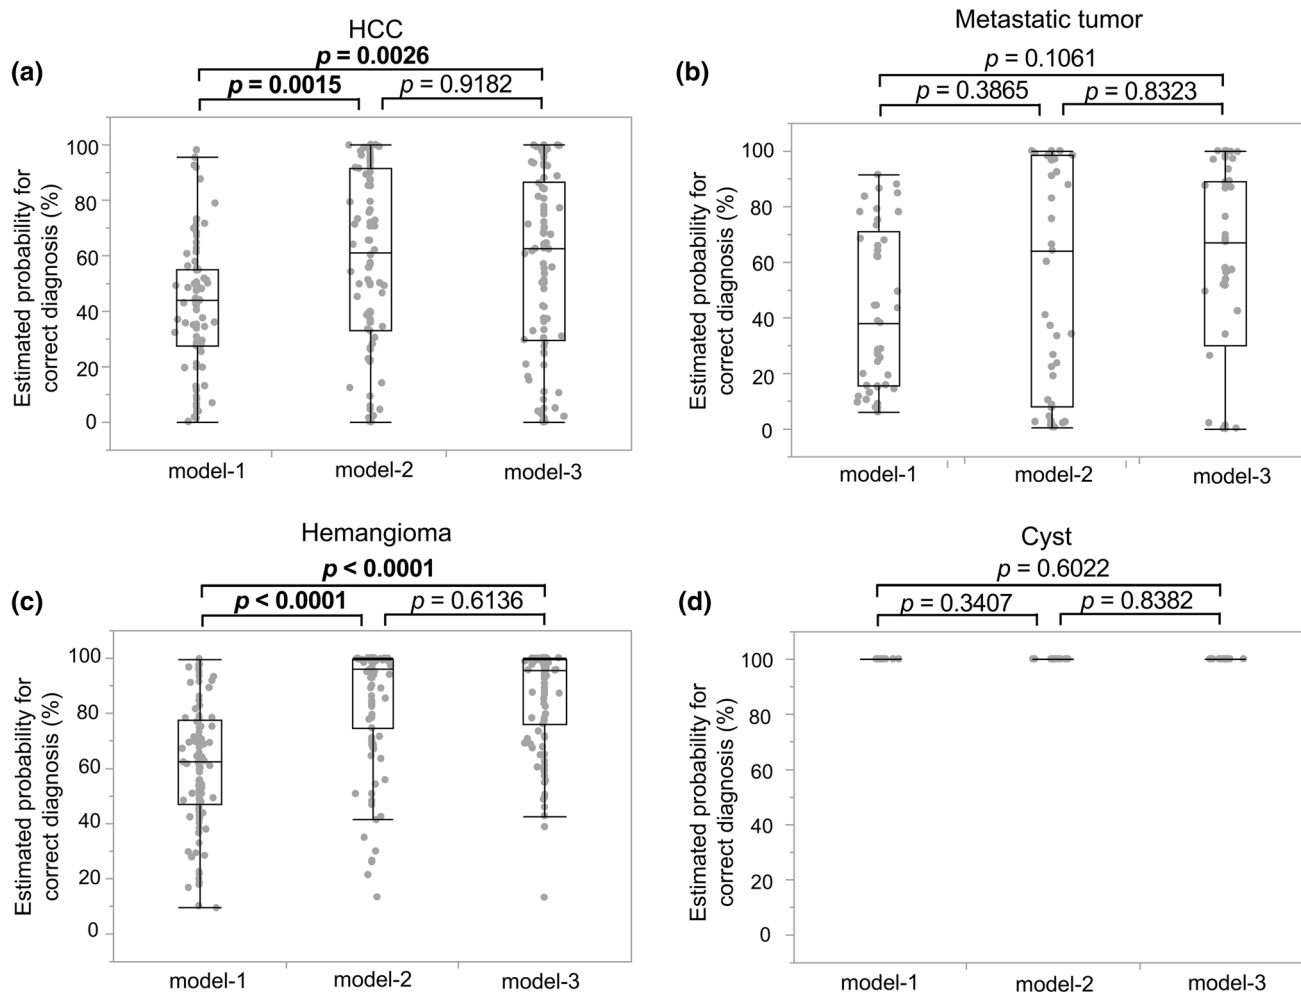 HCC
p = 0.0026
(a)
p = 0.0015
p = 0.9182
Estimated probability for
correct diagnosis (%)
100
80
60
40
20
0
model-1
model-2
model-3
Metastatic tumor
p = 0.1061
(b)
p = 0.3865
p = 0.8323
Estimated probability for
correct diagnosis (%)
100
80
60
40
20
0
model-1
model-2
model-3
Hemangioma
p < 0.0001
(c)
p < 0.0001
p = 0.6136
Estimated probability for
correct diagnosis (%)
100
80
60
40
20
0
model-1
model-2
model-3
Cyst
p = 0.6022
(d)
p = 0.3407
p = 0.8382
Estimated probability for
correct diagnosis (%)
100
80
60
40
20
0
model-1
model-2
model-3